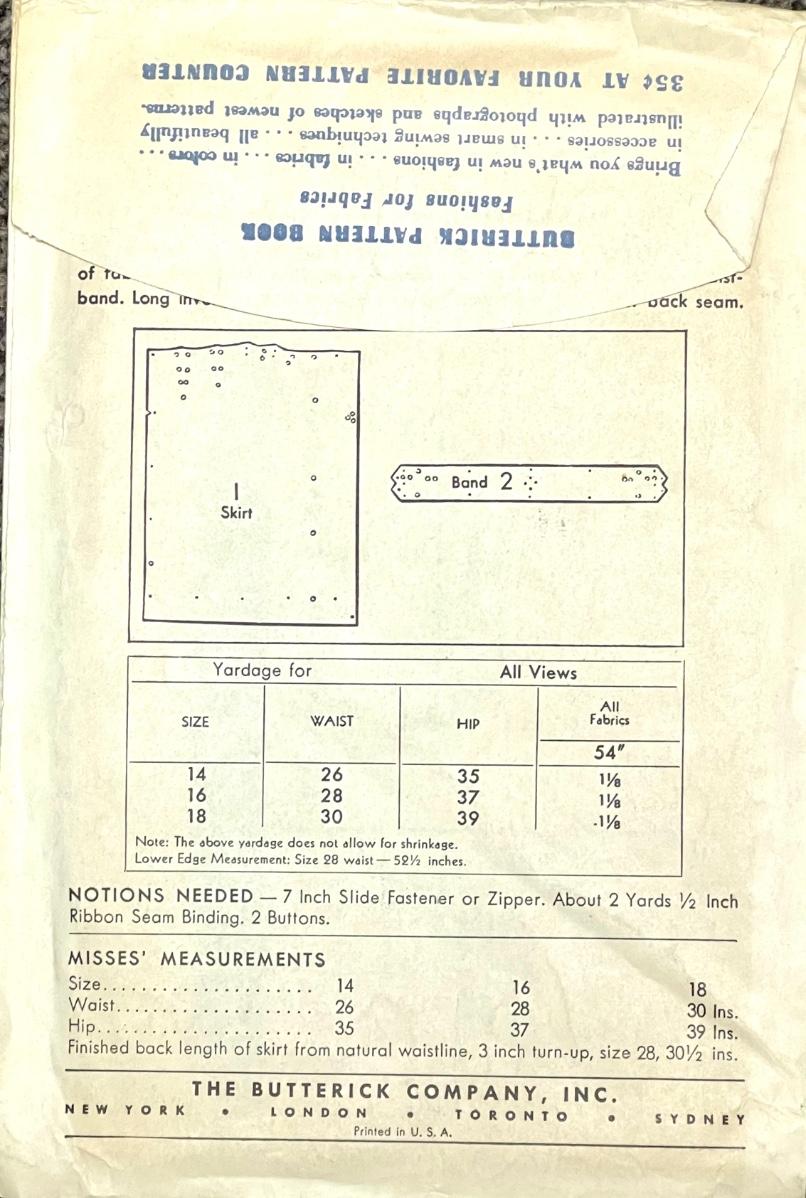 35¢ AT YOUR FAVORITE PATTERN COUNTER
illustrated with photographs and sketches of newest patterns.
in accessories . . . in smart sewing techniques . . . all beautifully
Brings you what's new in fashions . . . in fabrics . . . in colors . . .
Fashions for Fabrics
BUTTERICK PATTERN BOOK
of
band. Long back seam.
1
Skirt
Band 2
Yardage for All Views
SIZE WAIST HIP All Fabrics
54"
14 26 35 1⅛
16 28 37 1⅛
18 30 39 1⅛
Note: The above yardage does not allow for shrinkage.
Lower Edge Measurement: Size 28 waist — 52½ inches.
NOTIONS NEEDED — 7 Inch Slide Fastener or Zipper. About 2 Yards ½ Inch
Ribbon Seam Binding. 2 Buttons.
MISSES' MEASUREMENTS
Size..................... 14 16 18
Waist.................... 26 28 30 Ins.
Hip...................... 35 37 39 Ins.
Finished back length of skirt from natural waistline, 3 inch turn-up, size 28, 30½ ins.
THE BUTTERICK COMPANY, INC.
NEW YORK • LONDON • TORONTO • SYDNEY
Printed in U. S. A.